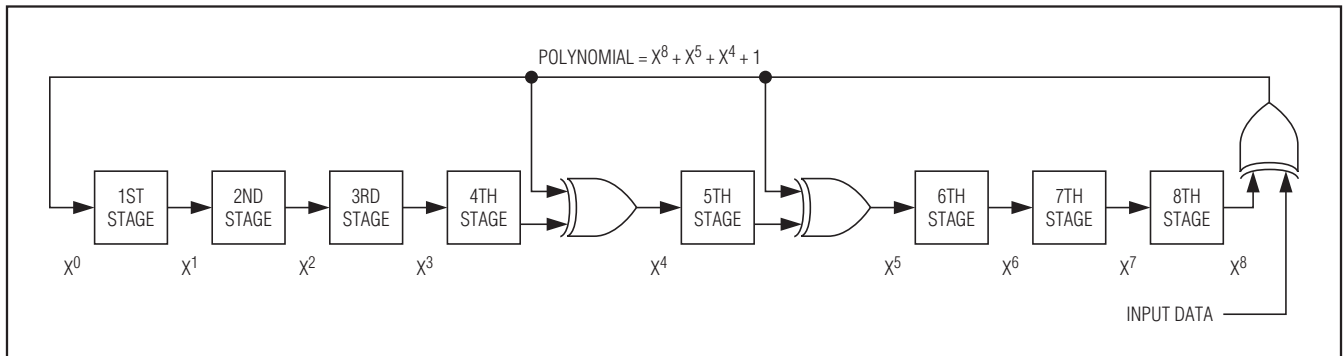 POLYNOMIAL = X⁸ + X⁵ + X⁴ + 1
1ST
STAGE
2ND
STAGE
3RD
STAGE
4TH
STAGE
5TH
STAGE
6TH
STAGE
7TH
STAGE
8TH
STAGE
X⁰ X¹ X² X³ X⁴ X⁵ X⁶ X⁷ X⁸
INPUT DATA